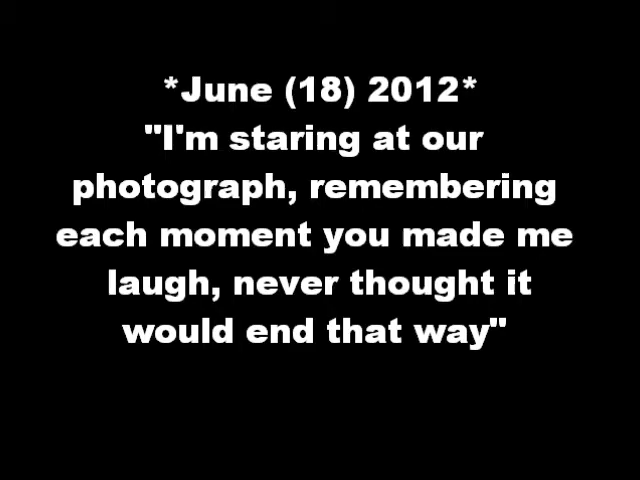 *June (18) 2012*
"I'm staring at our
photograph, remembering
each moment you made me
laugh, never thought it
would end that way"